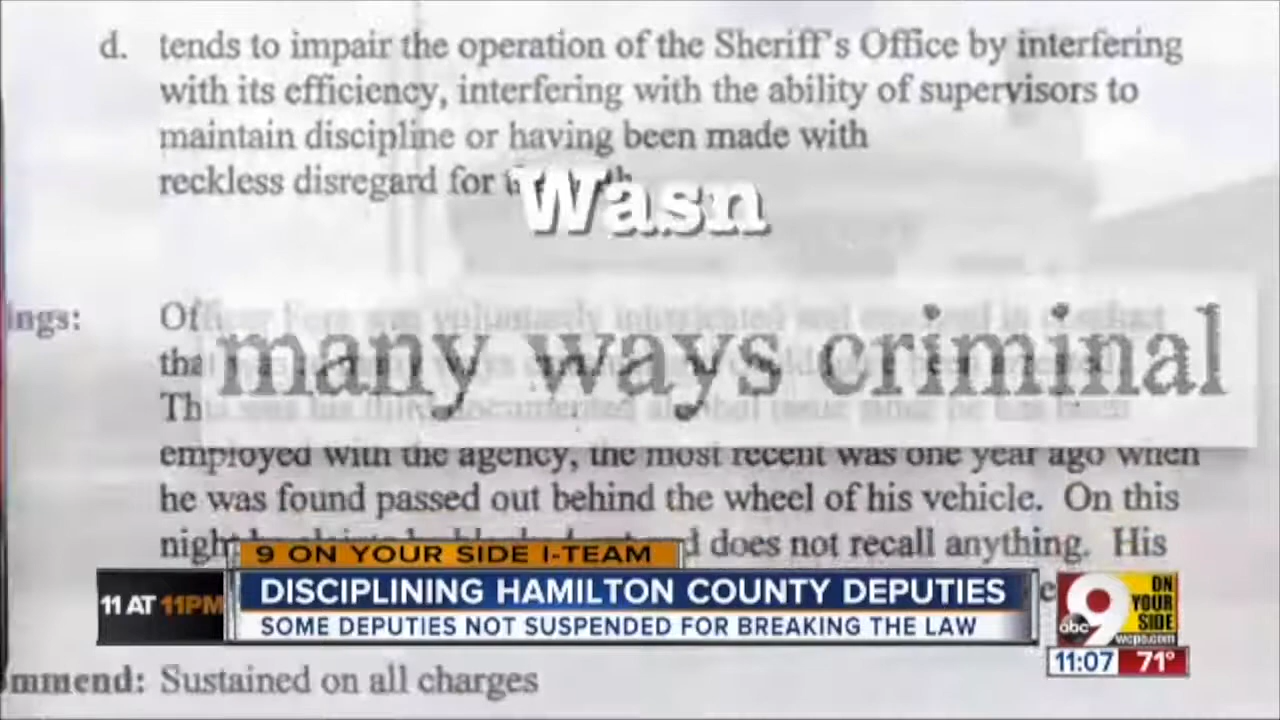 d. tends to impair the operation of the Sheriff's Office by interfering
with its efficiency, interfering with the ability of supervisors to
maintain discipline or having been made with
reckless disregard for
Wasn
ings:
many ways criminal
employed with the agency, the most recent was one year ago when
he was found passed out behind the wheel of his vehicle. On this
does not recall anything. His
9 ON YOUR SIDE I-TEAM
11 AT 11PM
DISCIPLINING HAMILTON COUNTY DEPUTIES
SOME DEPUTIES NOT SUSPENDED FOR BREAKING THE LAW
abc 9 ON YOUR SIDE
wcpo.com
11:07 71°
mmend: Sustained on all charges